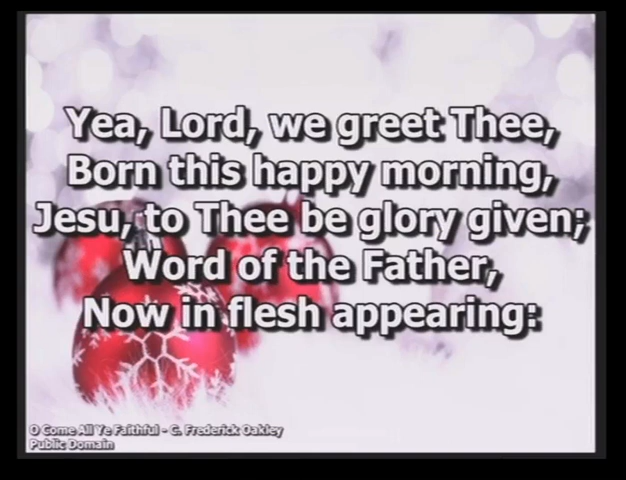 Yea, Lord, we greet Thee,
Born this happy morning,
Jesu, to Thee be glory given;
Word of the Father,
Now in flesh appearing:
O Come All Ye Faithful - C. Frederick Oakley
Public Domain